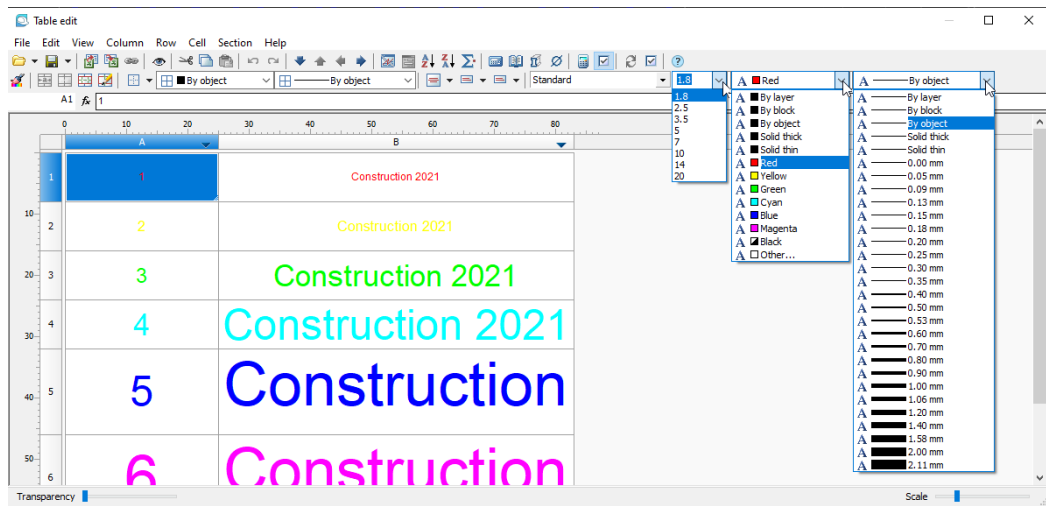 Table edit
File Edit View Column Row Cell Section Help
By object By object Standard 1.8 A Red A By object
A1 fx 1
0 10 20 30 40 50 60 70 80
A B
1 1 Construction 2021
10
2 2 Construction 2021
20 3 3 Construction 2021
4 4 Construction 2021
30
40 5 5 Construction
50
6 6 Construction
1.8
2.5
3.5
5
7
10
14
20
A By layer
A By block
A By object
A Solid thick
A Solid thin
A Red
A Yellow
A Green
A Cyan
A Blue
A Magenta
A Black
A Other...
A By layer
A By block
A By object
A Solid thick
A Solid thin
A 0.00 mm
A 0.05 mm
A 0.09 mm
A 0.13 mm
A 0.15 mm
A 0.18 mm
A 0.20 mm
A 0.25 mm
A 0.30 mm
A 0.35 mm
A 0.40 mm
A 0.50 mm
A 0.53 mm
A 0.60 mm
A 0.70 mm
A 0.80 mm
A 0.90 mm
A 1.00 mm
A 1.06 mm
A 1.20 mm
A 1.40 mm
A 1.58 mm
A 2.00 mm
A 2.11 mm
Transparency Scale